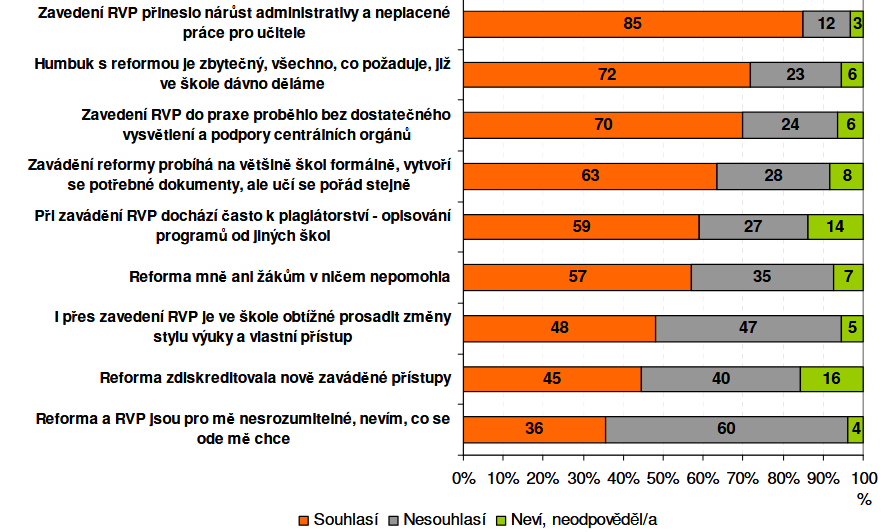 Zavedení RVP přineslo nárůst administrativy a neplacené
práce pro učitele
85 12 3
Humbuk s reformou je zbytečný, všechno, co požaduje, již
ve škole dávno děláme
72 23 6
Zavedení RVP do praxe proběhlo bez dostatečného
vysvětlení a podpory centrálních orgánů
70 24 6
Zavádění reformy probíhá na většině škol formálně, vytvoří
se potřebné dokumenty, ale učí se pořád stejně
63 28 8
Při zavádění RVP dochází často k plagiátorství - opisování
programů od jiných škol
59 27 14
Reforma mně ani žákům v ničem nepomohla
57 35 7
I přes zavedení RVP je ve škole obtížné prosadit změny
stylu výuky a vlastní přístup
48 47 5
Reforma zdiskreditovala nově zaváděné přístupy
45 40 16
Reforma a RVP jsou pro mě nesrozumitelné, nevím, co se
ode mě chce
36 60 4
0% 10% 20% 30% 40% 50% 60% 70% 80% 90% 100
%
Souhlasí Nesouhlasí Neví, neodpověděl/a